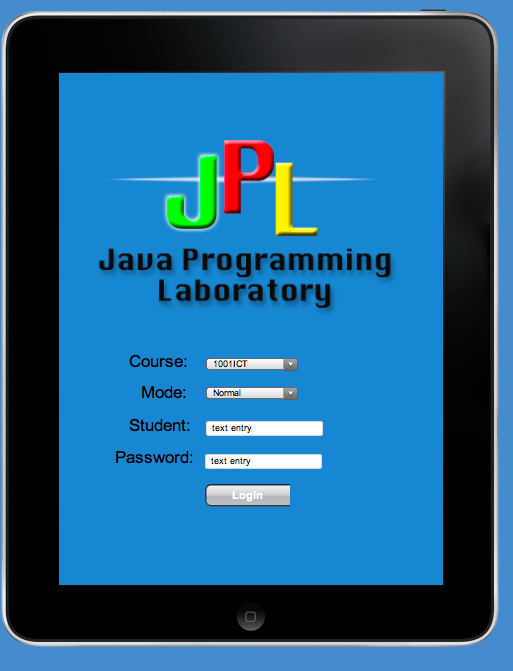 JPL
Java Programming
Laboratory
Course: 1001ICT
Mode: Normal
Student: text entry
Password: text entry
Login